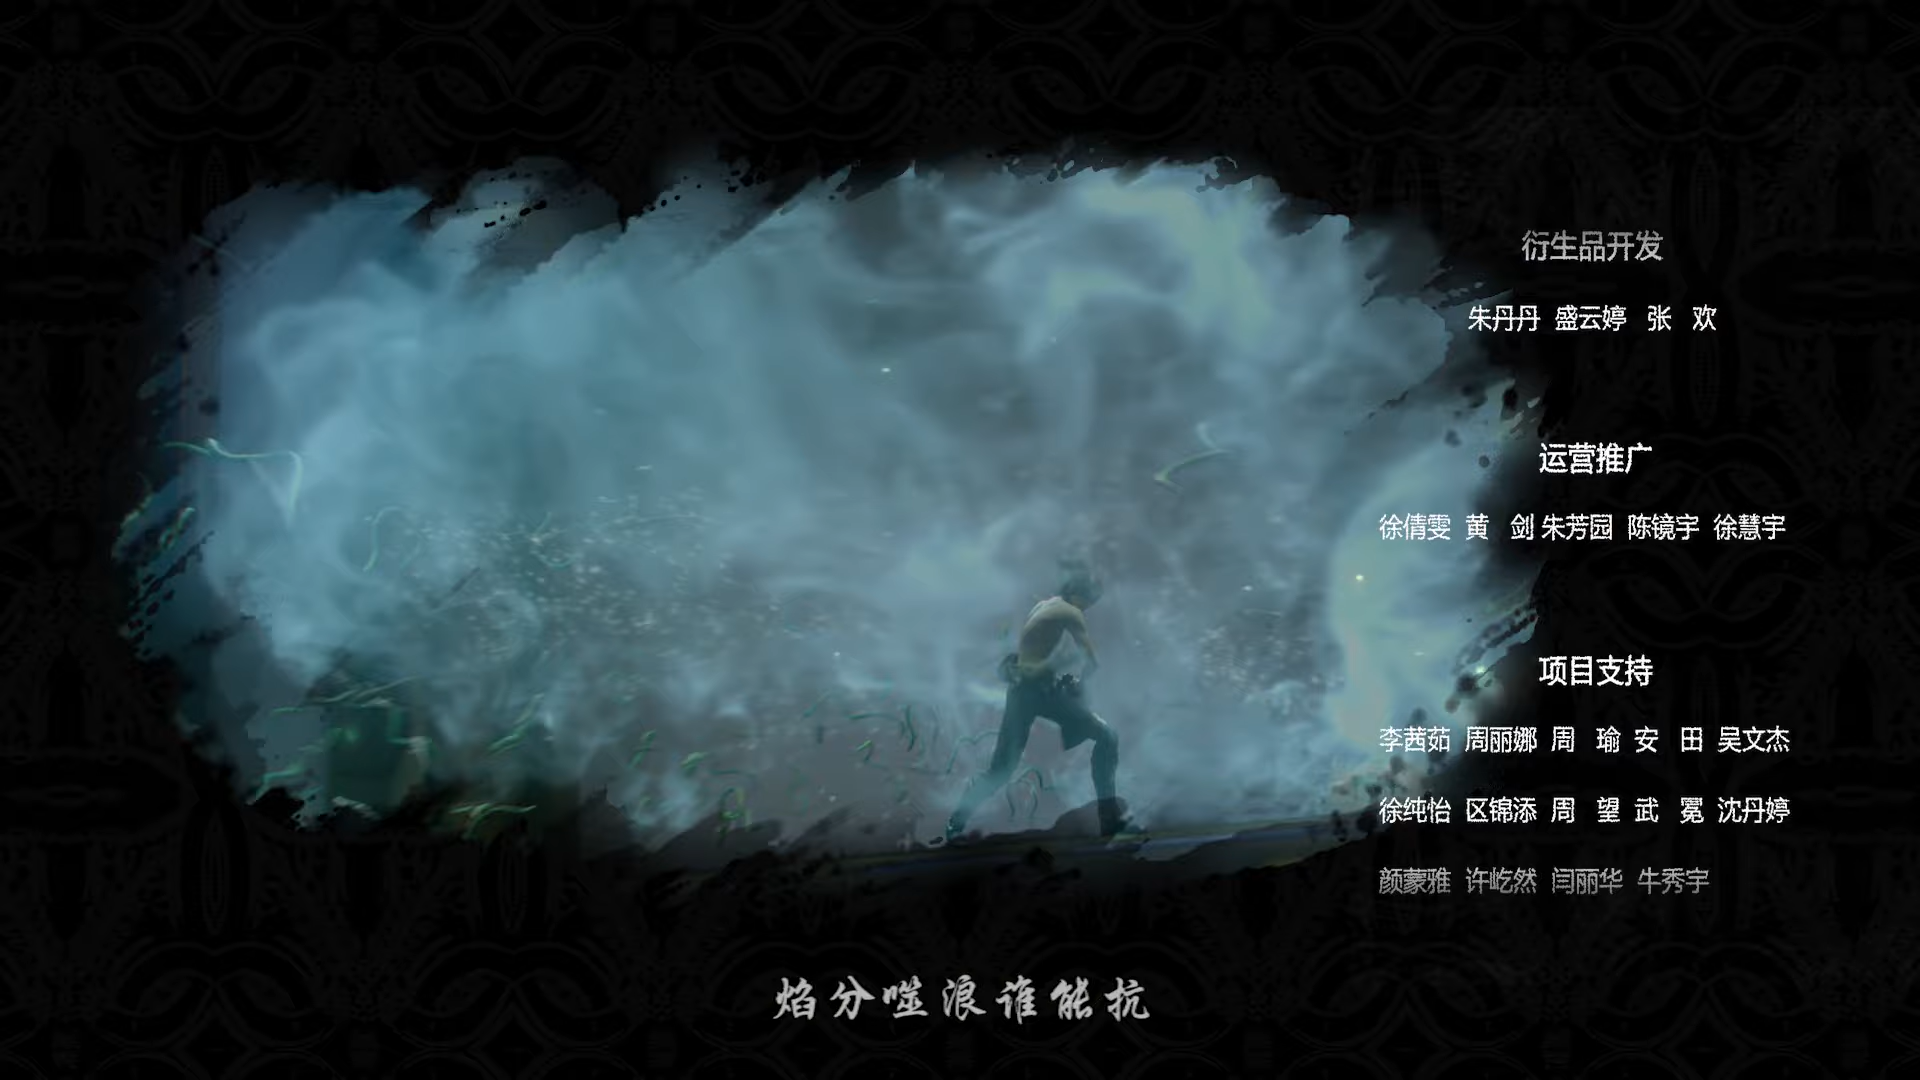 衍生品开发
朱丹丹 盛云婷 张 欢
运营推广
徐倩雯 黄 剑 朱芳园 陈镜宇 徐慧宇
项目支持
李茜茹 周丽娜 周 瑜 安 田 吴文杰
徐纯怡 区锦添 周 望 武 冕 沈丹婷
颜蒙雅 许屹然 闫丽华 牛秀宇
焰分噬浪谁能抗